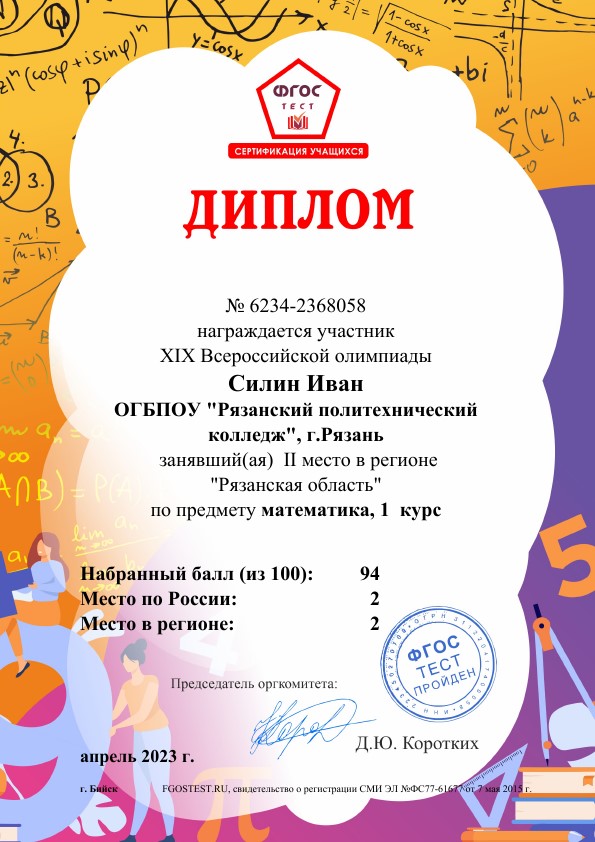 ФГОС
ТЕСТ
СЕРТИФИКАЦИЯ УЧАЩИХСЯ
ДИПЛОМ
№ 6234-2368058
награждается участник
XIX Всероссийской олимпиады
Силин Иван
ОГБПОУ "Рязанский политехнический
колледж", г.Рязань
занявший(ая) II место в регионе
"Рязанская область"
по предмету математика, 1 курс
Набранный балл (из 100): 94
Место по России: 2
Место в регионе: 2
ФГОС
ТЕСТ
ПРОЙДЕН
Председатель оргкомитета:
Д.Ю. Коротких
апрель 2023 г.
г. Бийск FGOSTEST.RU, свидетельство о регистрации СМИ ЭЛ №ФС77-61677 от 7 мая 2015 г.